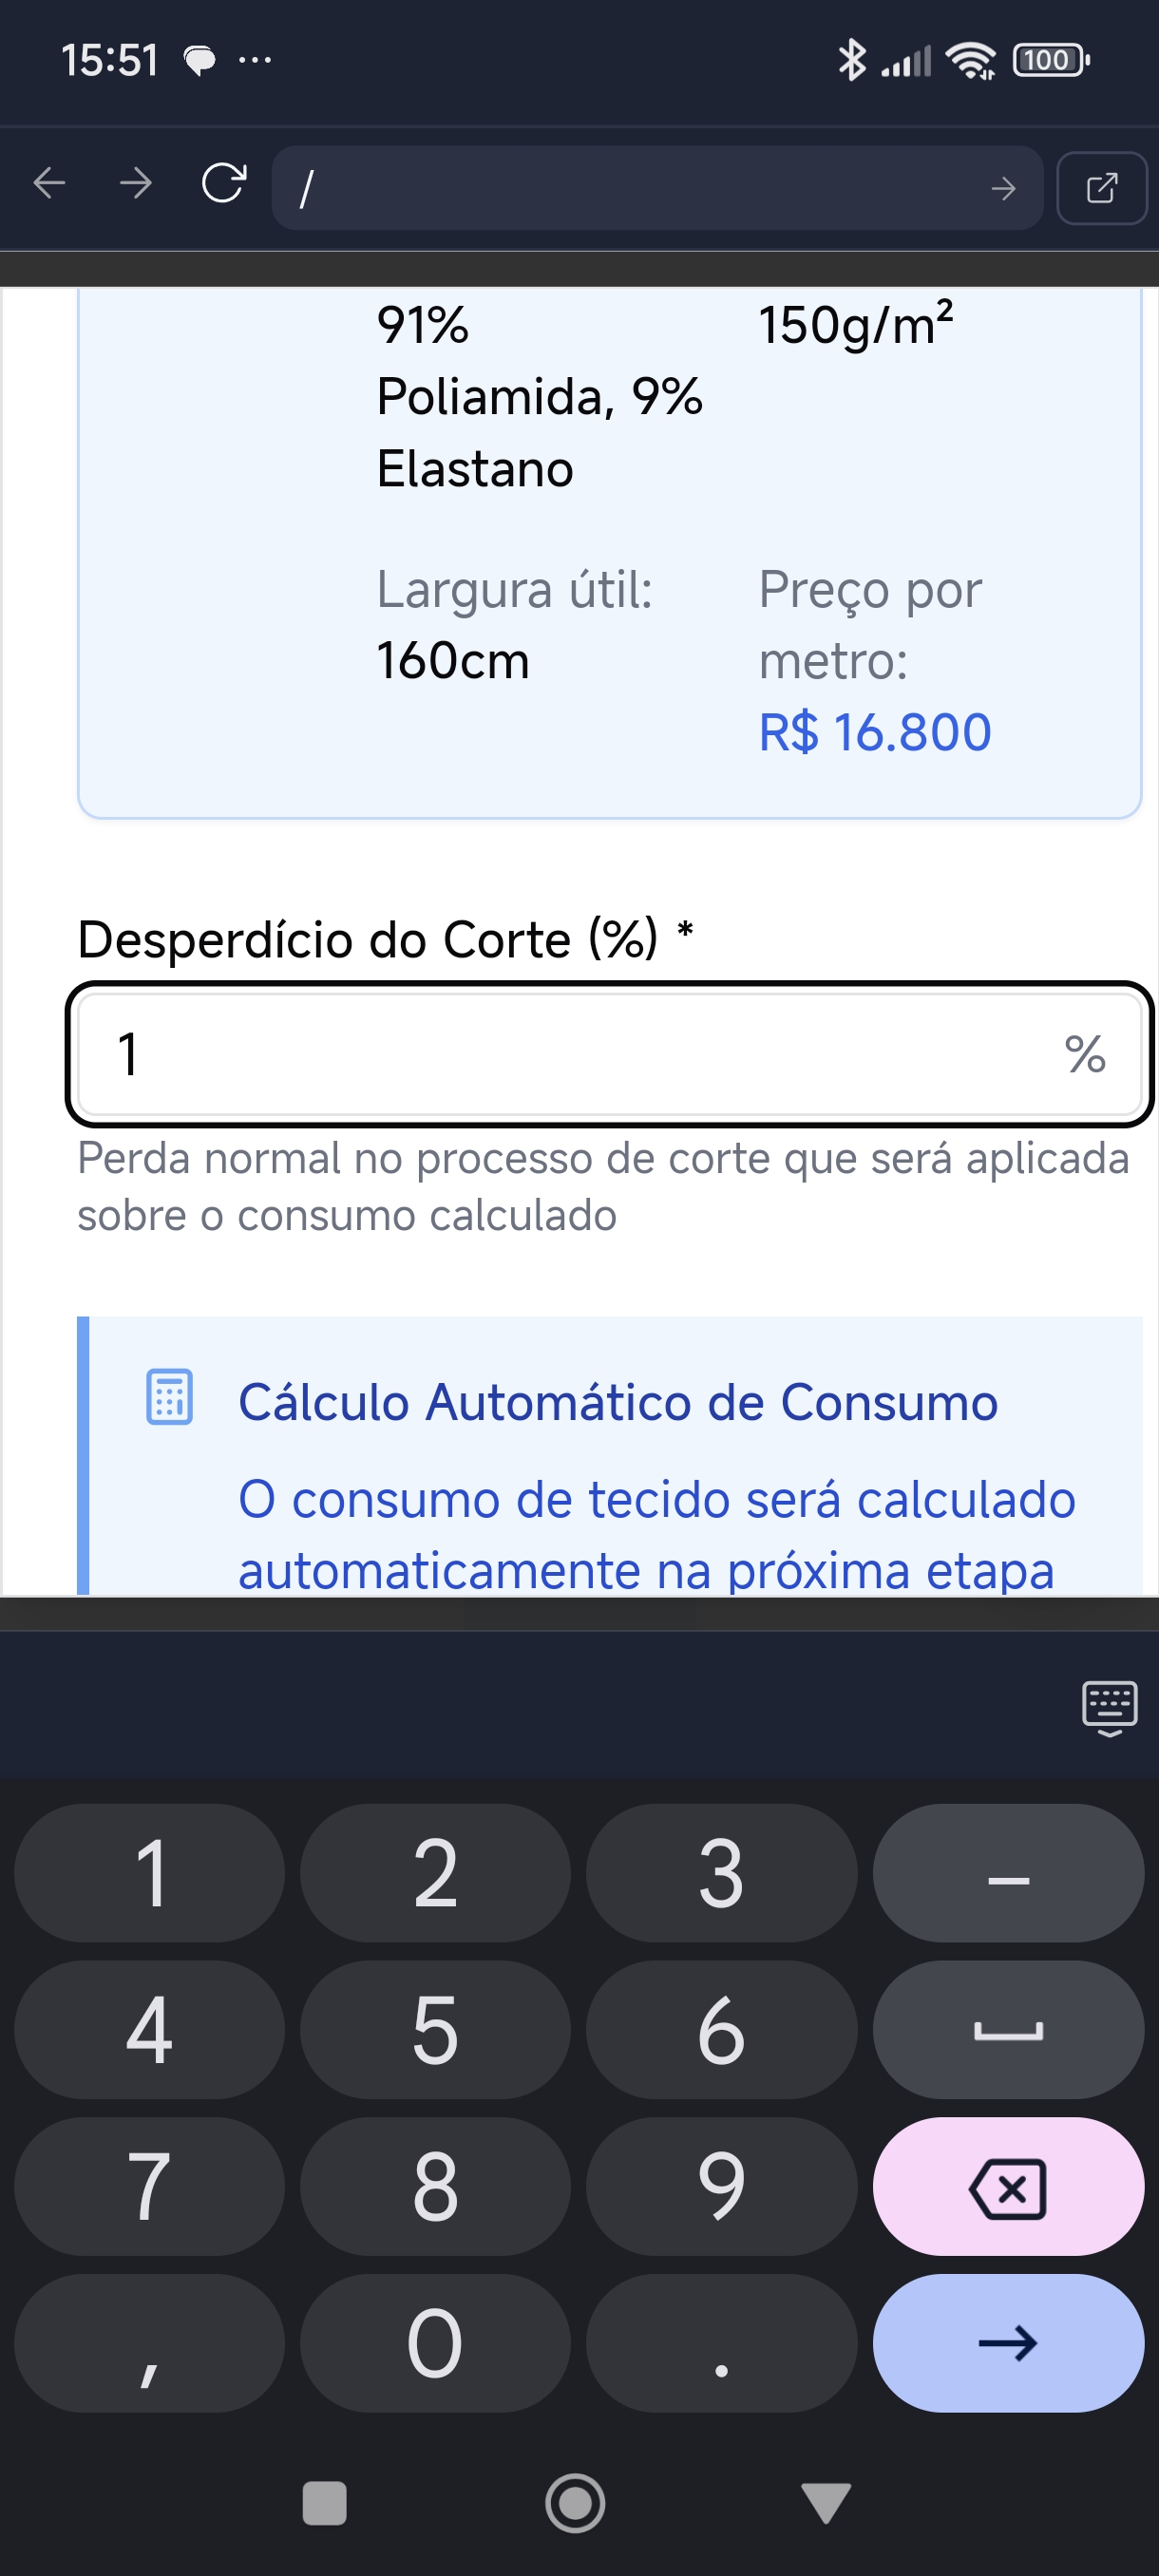 15:51 ... 100
/
91% 150g/m²
Poliamida, 9%
Elastano
Largura útil: Preço por
160cm metro:
R$ 16.800
Desperdício do Corte (%) *
1 %
Perda normal no processo de corte que será aplicada
sobre o consumo calculado
Cálculo Automático de Consumo
O consumo de tecido será calculado
automaticamente na próxima etapa
1 2 3 –
4 5 6
7 8 9
, 0 .